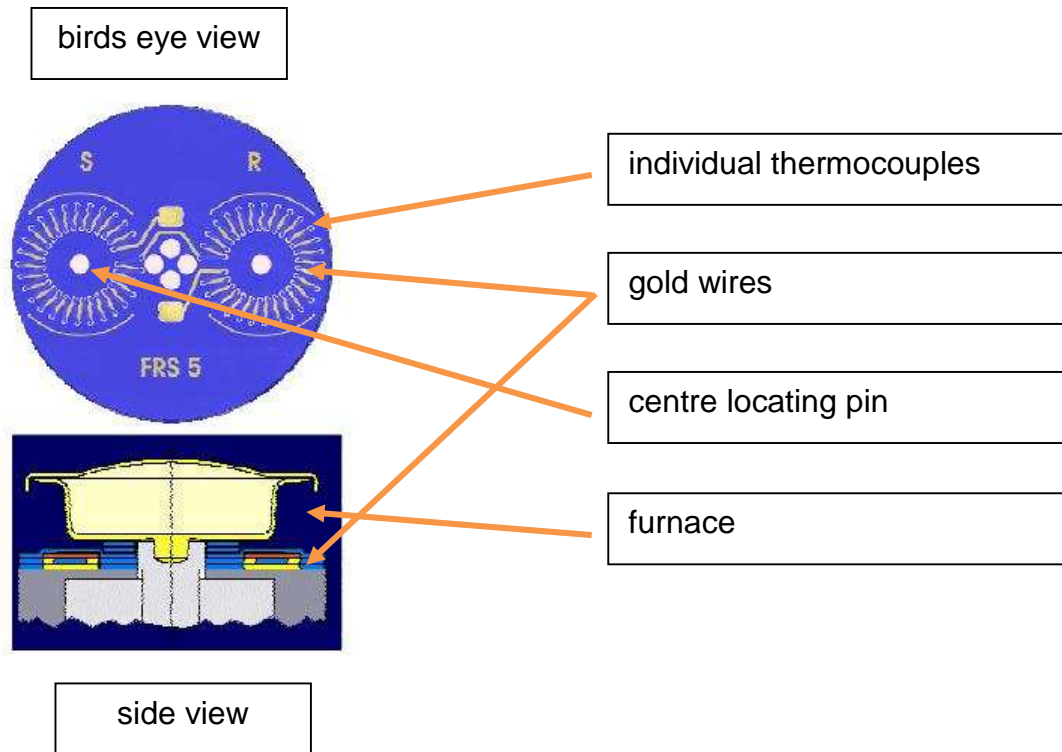 birds eye view
S R
FRS 5
individual thermocouples
gold wires
centre locating pin
furnace
side view